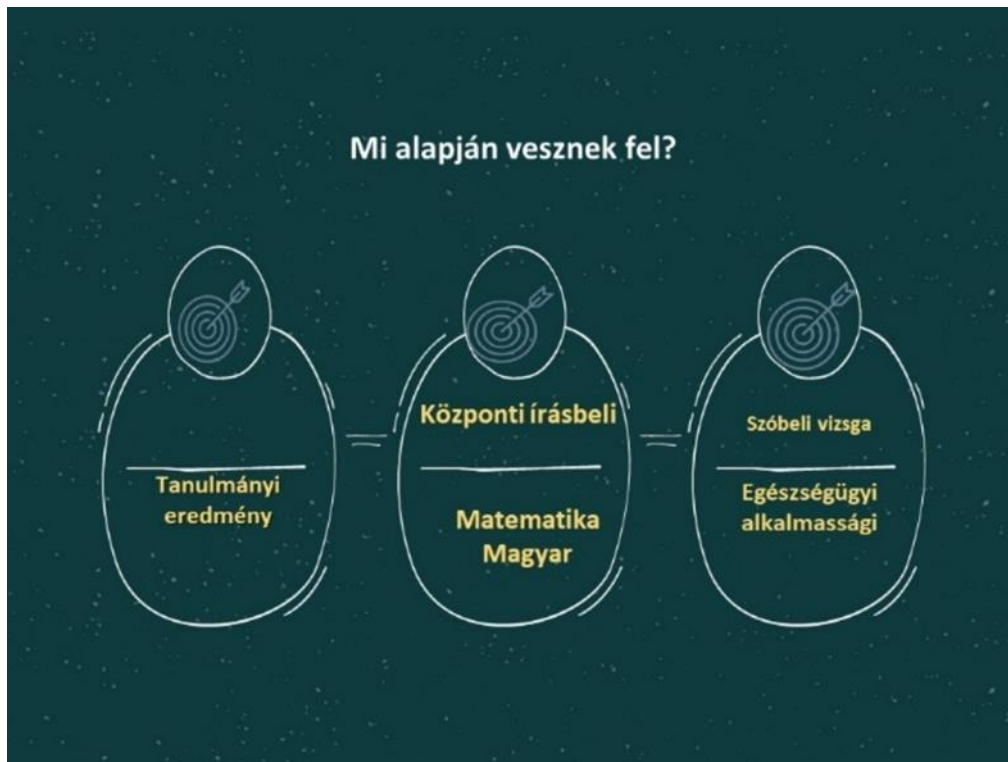 Mi alapján vesznek fel?
Tanulmányi
eredmény
Központi írásbeli
Matematika
Magyar
Szóbeli vizsga
Egészségügyi
alkalmassági